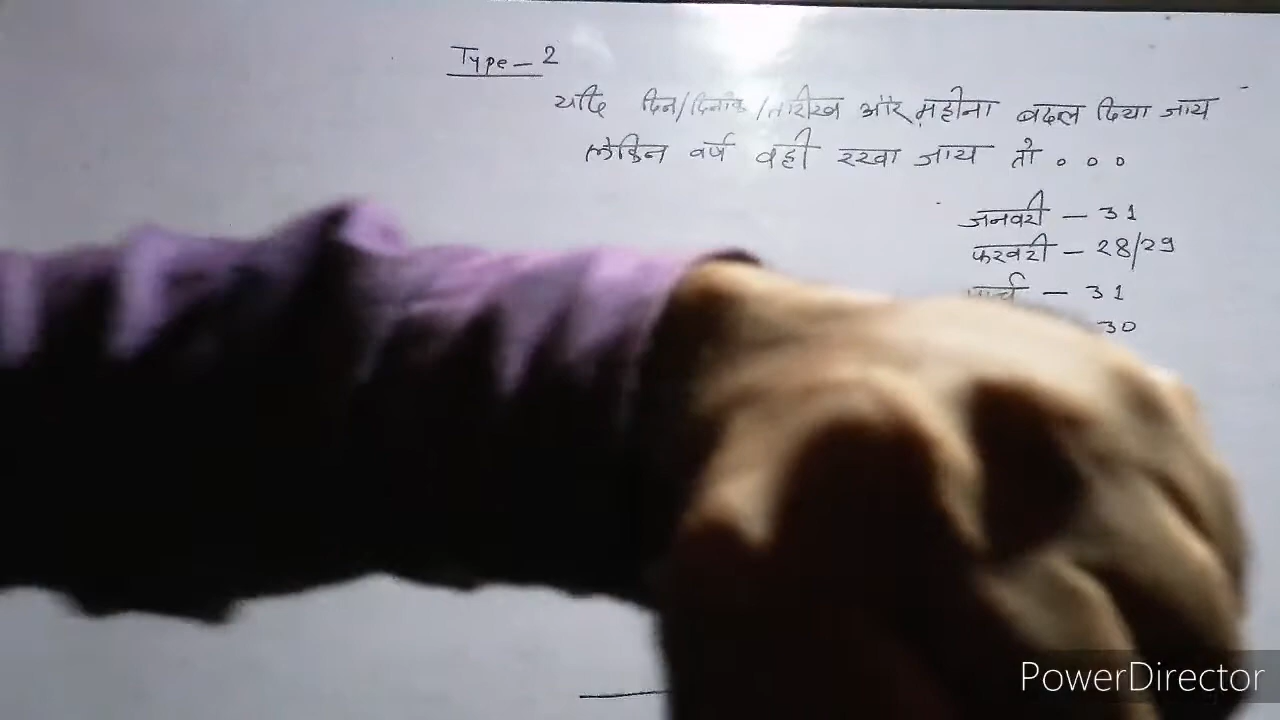 Type - 2
यदि दिन/दिनांक/तारीख और महीना बदल दिया जाय
लेकिन वर्ष वही रखा जाय तो . . .
जनवरी - 31
फरवरी - 28/29
मार्च - 31
30
PowerDirector